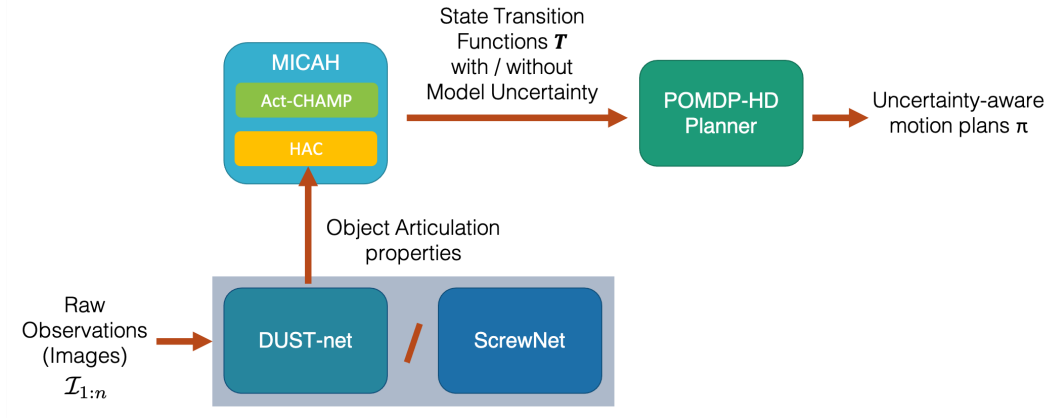 State Transition
Functions T
with / without
Model Uncertainty
MICAH
Act-CHAMP
HAC
POMDP-HD
Planner
Uncertainty-aware
motion plans π
Object Articulation
properties
Raw
Observations
(Images)
ℐ₁:ₙ
DUST-net
/
ScrewNet